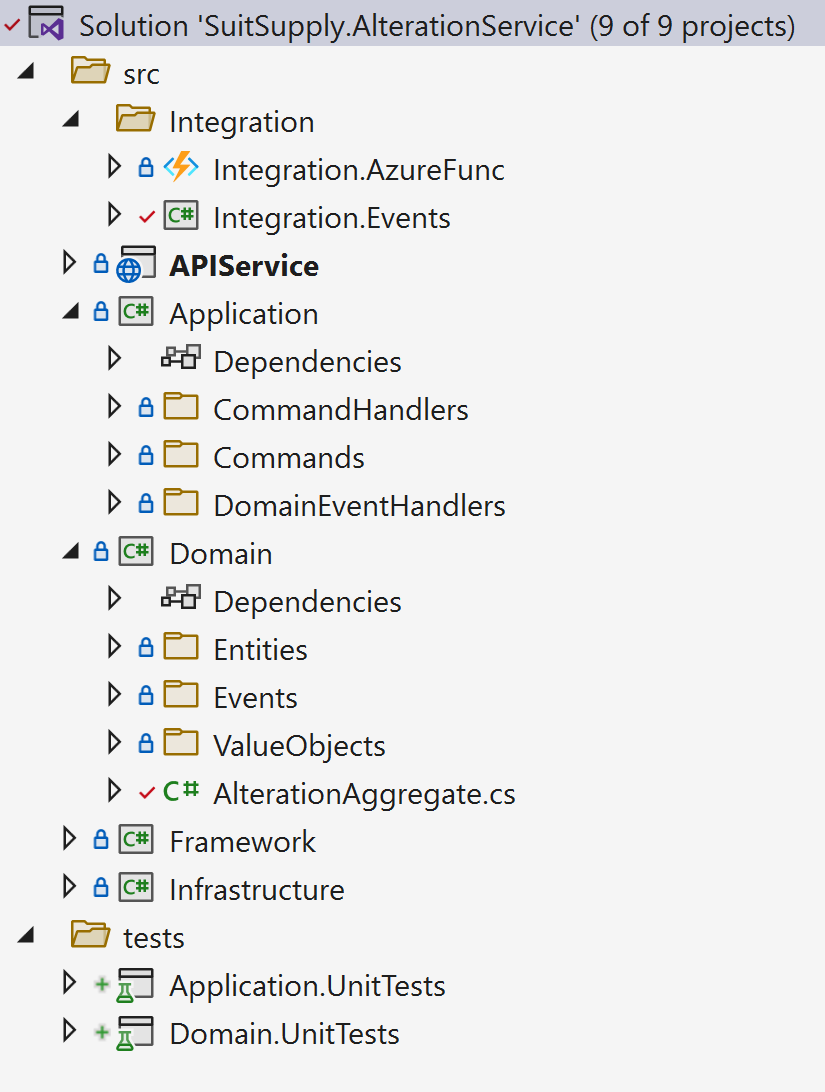 Solution 'SuitSupply.AlterationService' (9 of 9 projects)
src
Integration
Integration.AzureFunc
C# Integration.Events
APIService
C# Application
Dependencies
CommandHandlers
Commands
DomainEventHandlers
C# Domain
Dependencies
Entities
Events
ValueObjects
C# AlterationAggregate.cs
C# Framework
C# Infrastructure
tests
Application.UnitTests
Domain.UnitTests